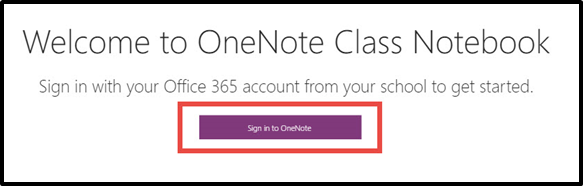 Welcome to OneNote Class Notebook
Sign in with your Office 365 account from your school to get started.
Sign in to OneNote